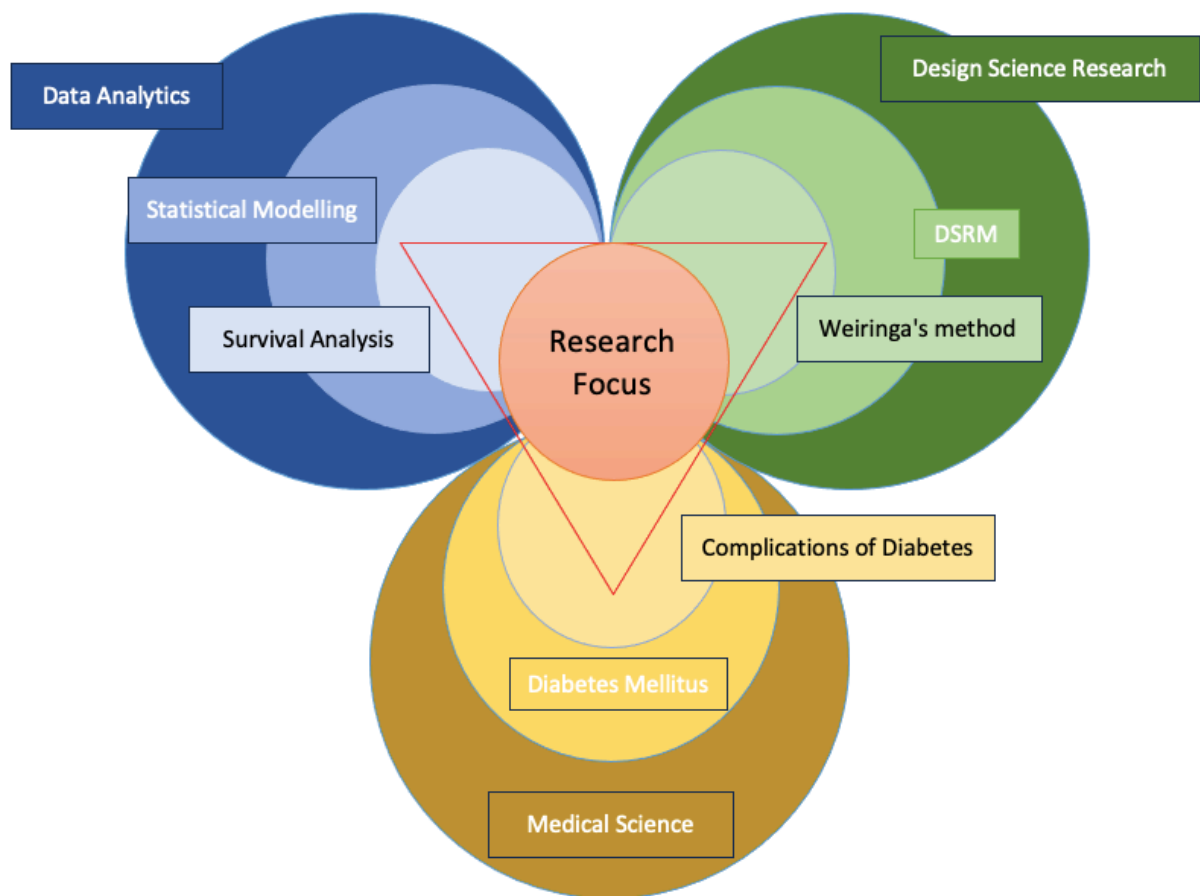 Data Analytics
Design Science Research
Statistical Modelling
DSRM
Survival Analysis
Weiringa's method
Research
Focus
Complications of Diabetes
Diabetes Mellitus
Medical Science